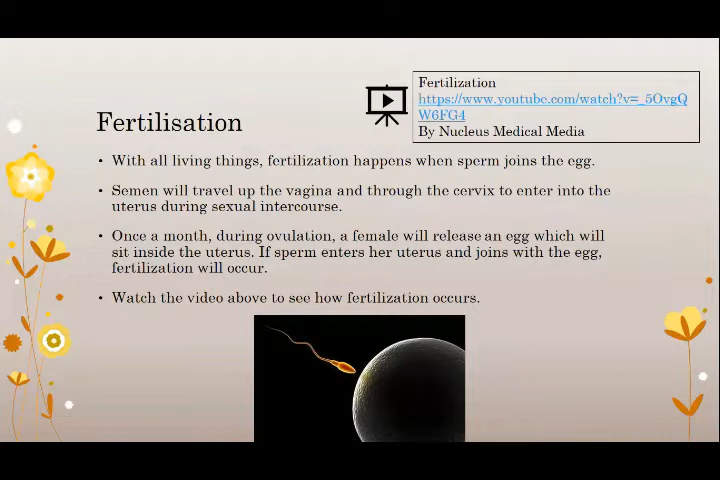 Fertilization
https://www.youtube.com/watch?v=_5OvgQ
W6FG4
By Nucleus Medical Media
Fertilisation
• With all living things, fertilization happens when sperm joins the egg.
• Semen will travel up the vagina and through the cervix to enter into the
uterus during sexual intercourse.
• Once a month, during ovulation, a female will release an egg which will
sit inside the uterus. If sperm enters her uterus and joins with the egg,
fertilization will occur.
• Watch the video above to see how fertilization occurs.